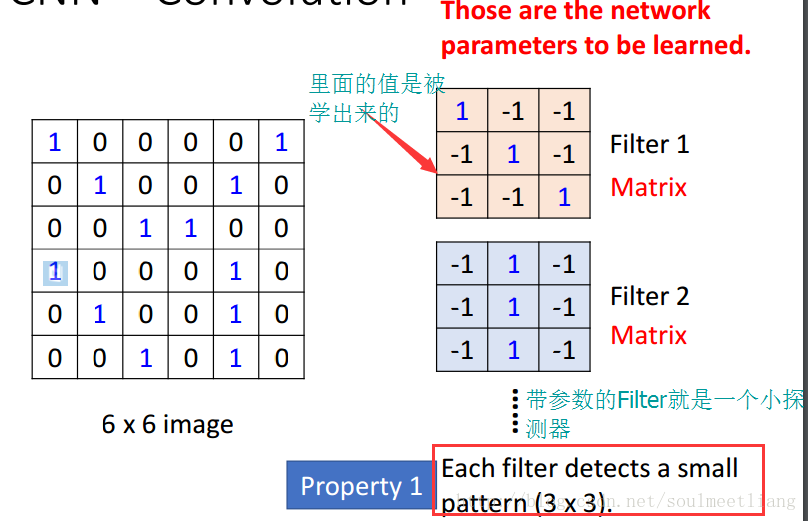 CNN – Convolution
Those are the network
parameters to be learned.
里面的值是被
学出来的
1 0 0 0 0 1
0 1 0 0 1 0
0 0 1 1 0 0
1 0 0 0 1 0
0 1 0 0 1 0
0 0 1 0 1 0
6 x 6 image
1 -1 -1
-1 1 -1
-1 -1 1
Filter 1
Matrix
-1 1 -1
-1 1 -1
-1 1 -1
Filter 2
Matrix
带参数的Filter就是一个小探
测器
Property 1
Each filter detects a small
pattern (3 x 3).
http://blog.csdn.net/soulmeetliang